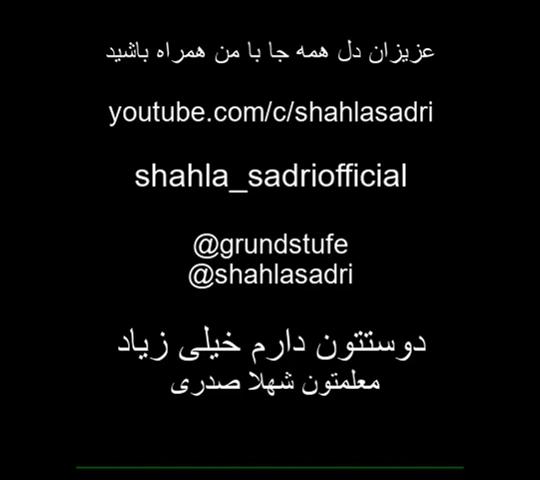 عزیزان دل همه جا با من همراه باشید
youtube.com/c/shahlasadri
shahla_sadriofficial
@grundstufe
@shahlasadri
دوستتون دارم خیلی زیاد
معلمتون شهلا صدری